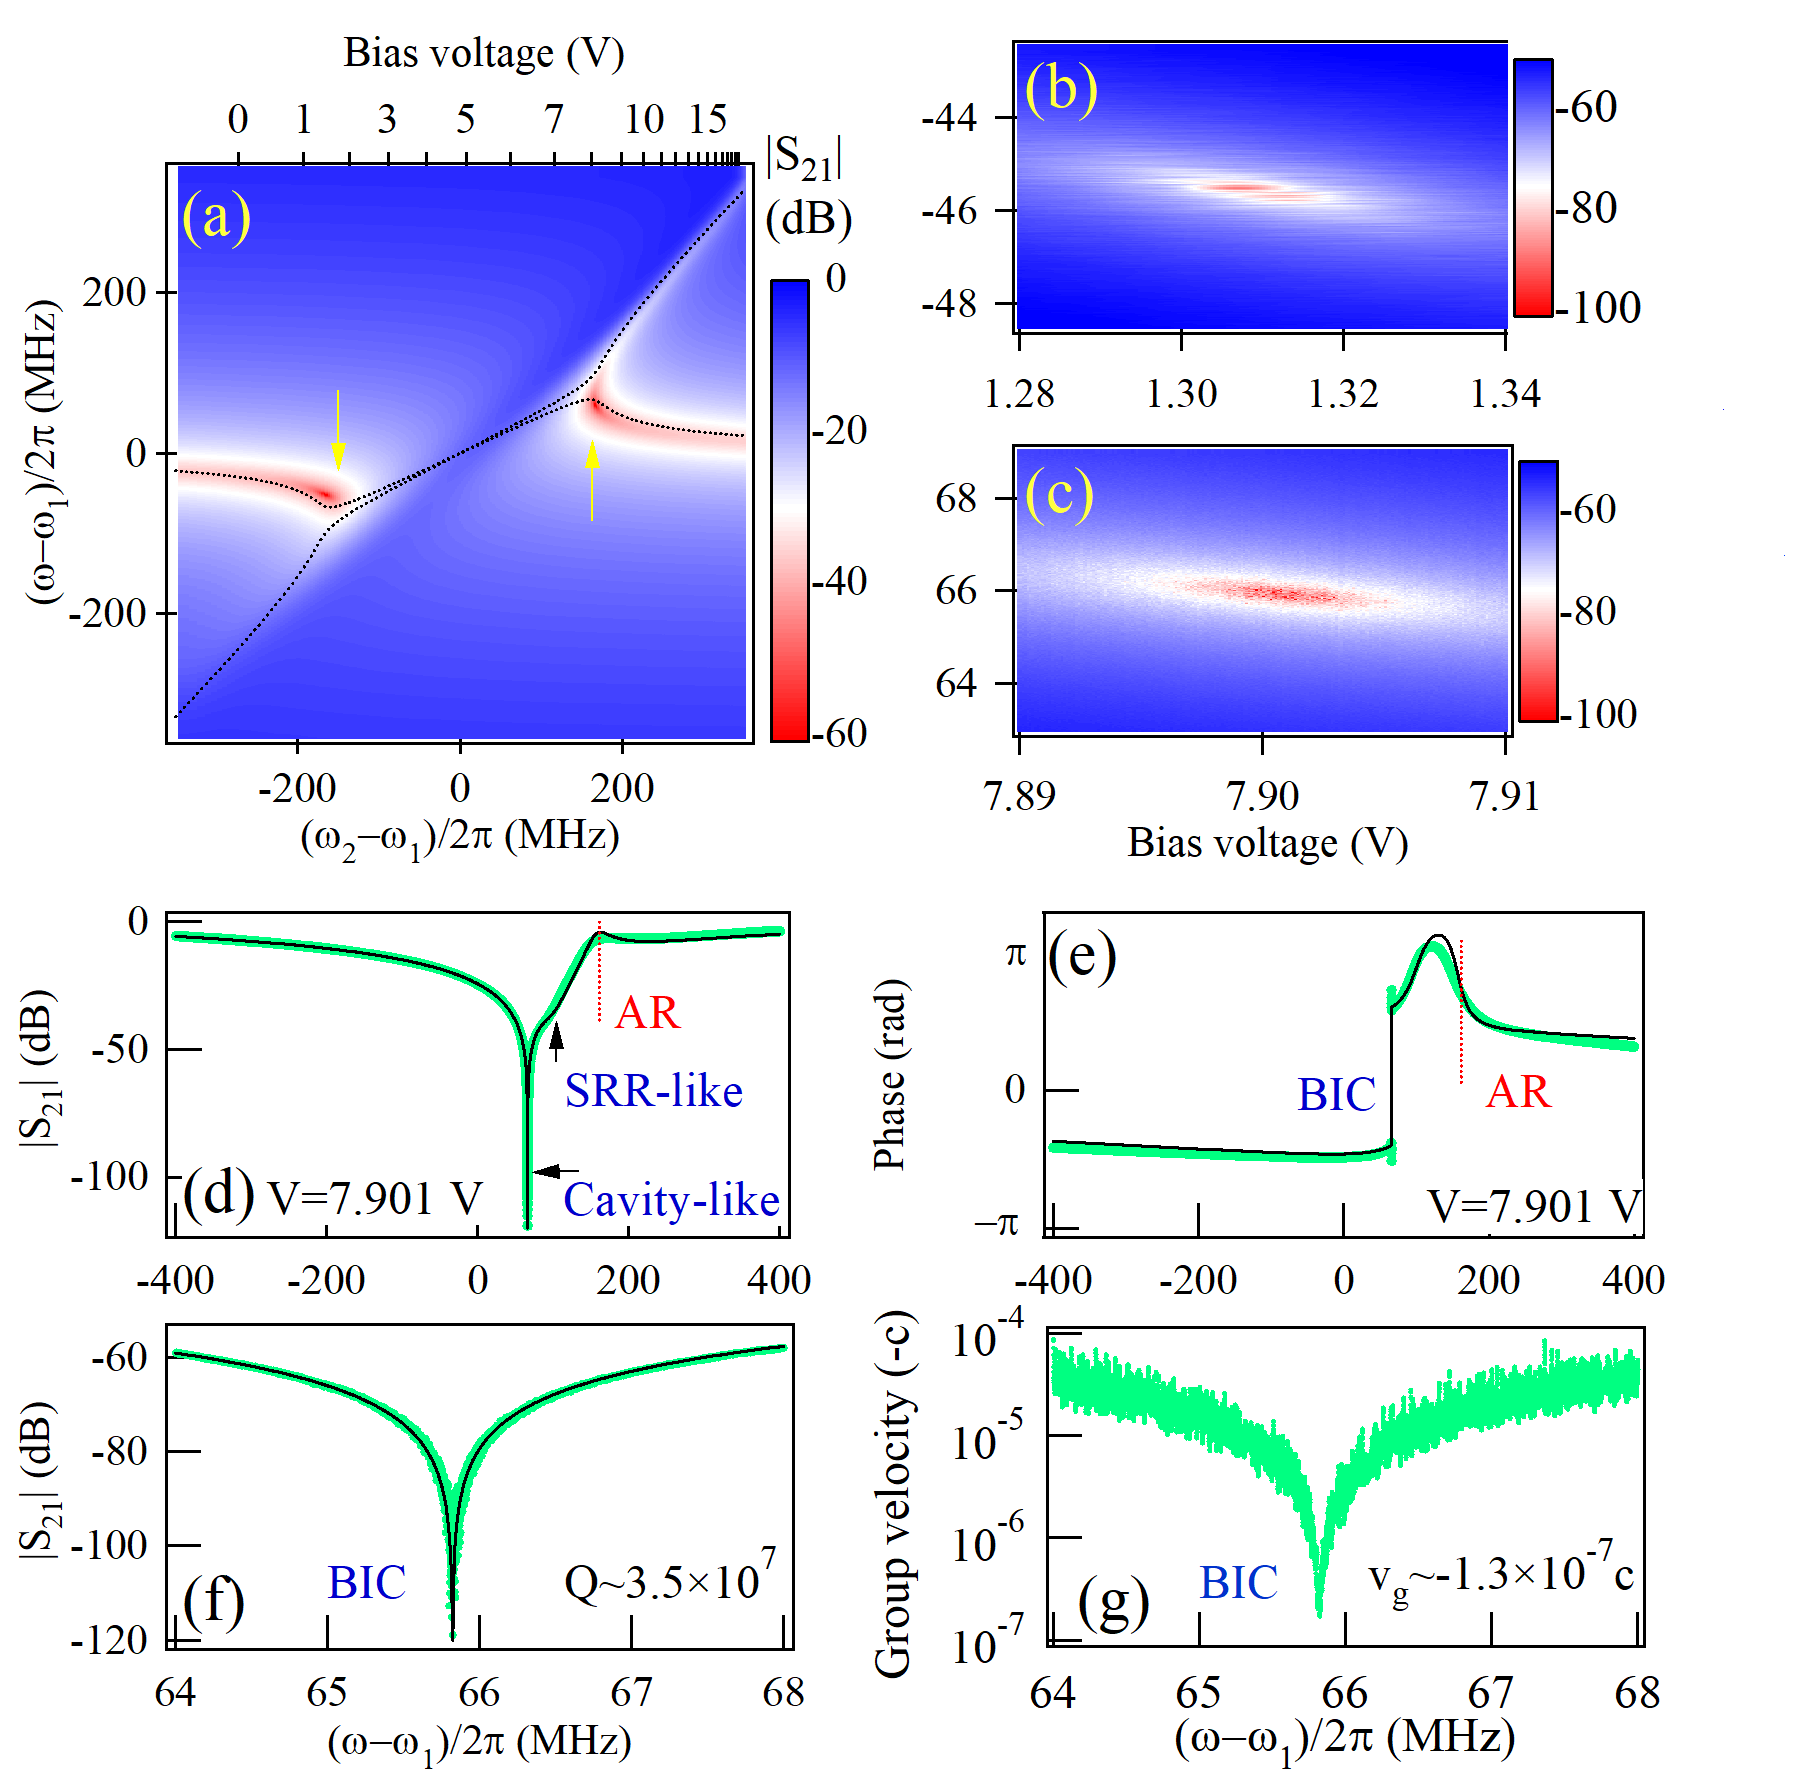 Bias voltage (V)
0 1 3 5 7 10 15
|S21|
(dB)
(a)
200
0
-200
(ω−ω1)/2π (MHz)
0
-20
-40
-60
-200 0 200
(ω2−ω1)/2π (MHz)
(b)
-44
-46
-48
-60
-80
-100
1.28 1.30 1.32 1.34
(c)
68
66
64
-60
-80
-100
7.89 7.90 7.91
Bias voltage (V)
0
-50
-100
|S21| (dB)
AR
SRR-like
Cavity-like
(d) V=7.901 V
-400 -200 0 200 400
π
0
−π
Phase (rad)
(e)
BIC
AR
V=7.901 V
-400 -200 0 200 400
-60
-80
-100
-120
|S21| (dB)
BIC
Q~3.5×10^7
(f)
64 65 66 67 68
(ω−ω1)/2π (MHz)
10^-4
10^-5
10^-6
10^-7
Group velocity (-c)
BIC
vg~-1.3×10^-7c
(g)
64 65 66 67 68
(ω−ω1)/2π (MHz)